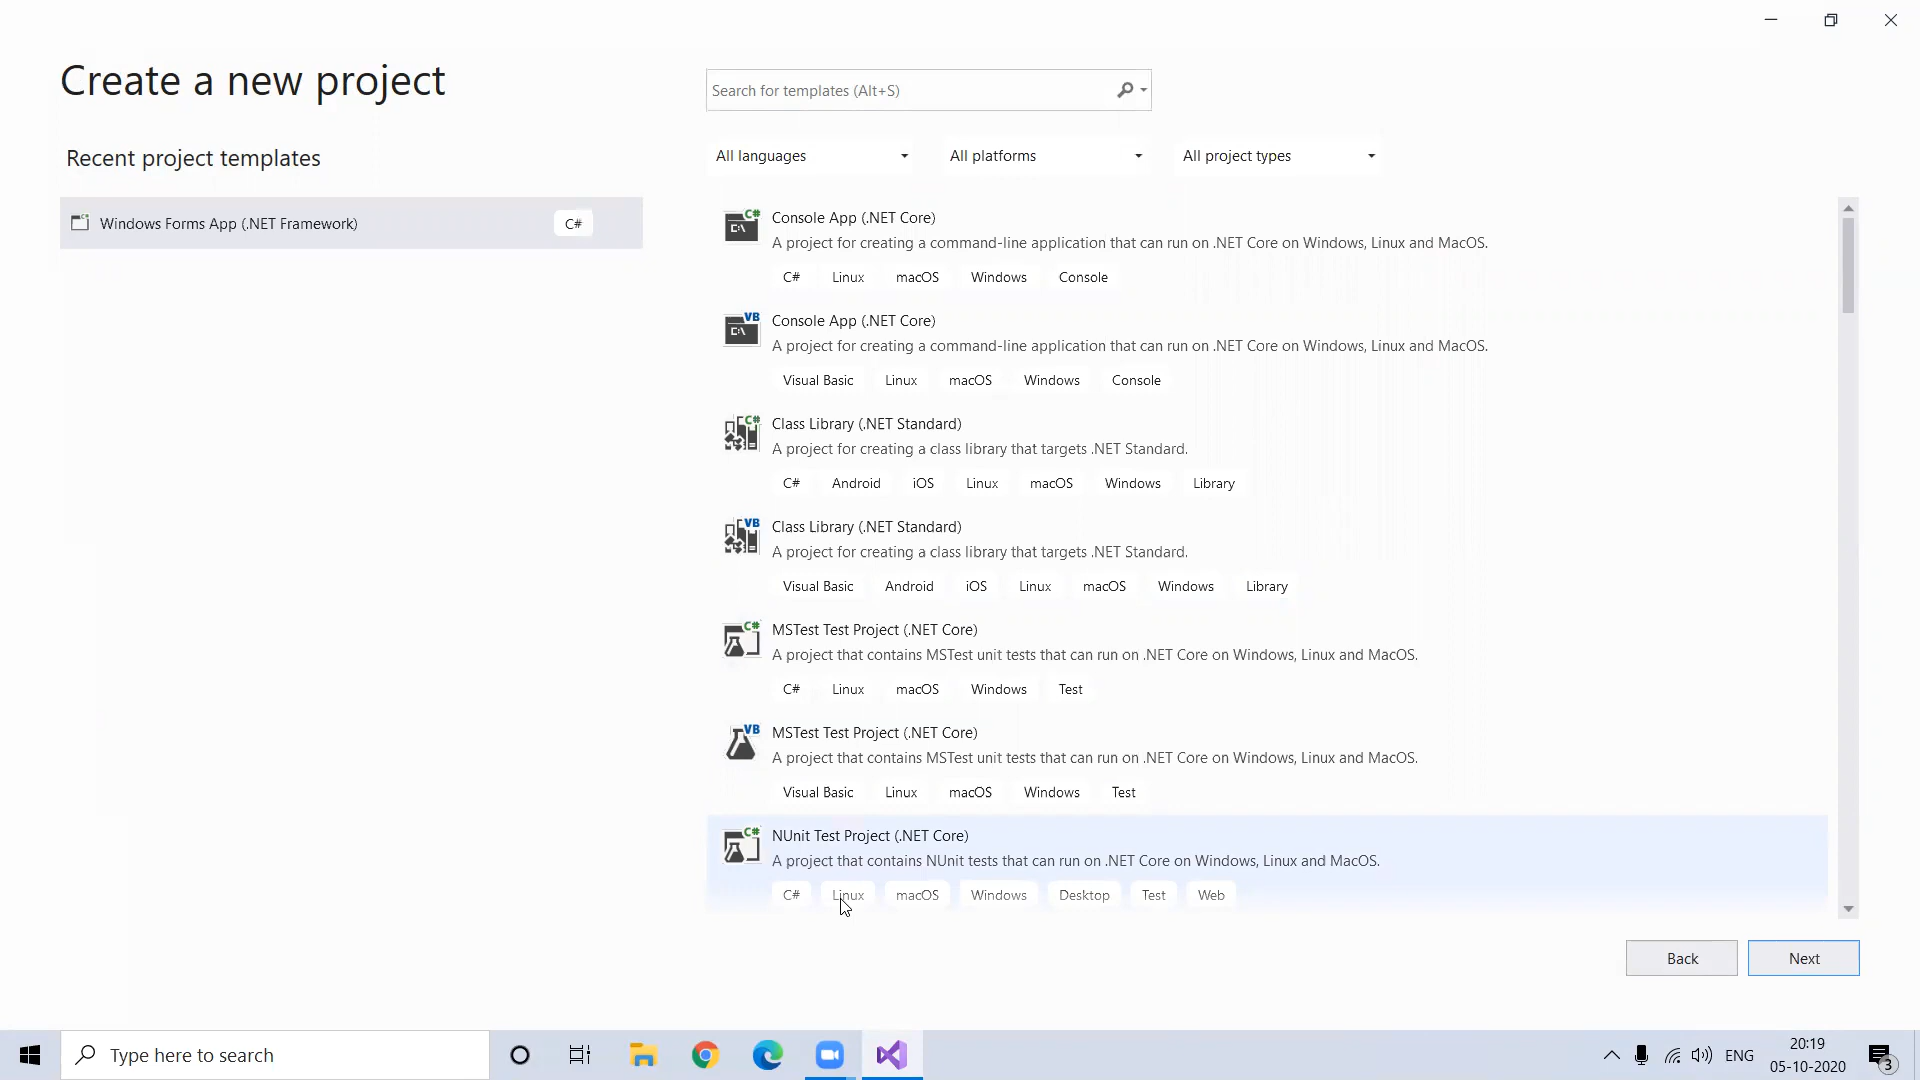 Create a new project
Search for templates (Alt+S)
Recent project templates
All languages
All platforms
All project types
Windows Forms App (.NET Framework)
C#
C#
Console App (.NET Core)
A project for creating a command-line application that can run on .NET Core on Windows, Linux and MacOS.
C# Linux macOS Windows Console
VB
Console App (.NET Core)
A project for creating a command-line application that can run on .NET Core on Windows, Linux and MacOS.
Visual Basic Linux macOS Windows Console
C#
Class Library (.NET Standard)
A project for creating a class library that targets .NET Standard.
C# Android iOS Linux macOS Windows Library
VB
Class Library (.NET Standard)
A project for creating a class library that targets .NET Standard.
Visual Basic Android iOS Linux macOS Windows Library
C#
MSTest Test Project (.NET Core)
A project that contains MSTest unit tests that can run on .NET Core on Windows, Linux and MacOS.
C# Linux macOS Windows Test
VB
MSTest Test Project (.NET Core)
A project that contains MSTest unit tests that can run on .NET Core on Windows, Linux and MacOS.
Visual Basic Linux macOS Windows Test
C#
NUnit Test Project (.NET Core)
A project that contains NUnit tests that can run on .NET Core on Windows, Linux and MacOS.
C# Linux macOS Windows Desktop Test Web
Back
Next
Type here to search
ENG
20:19
05-10-2020
3